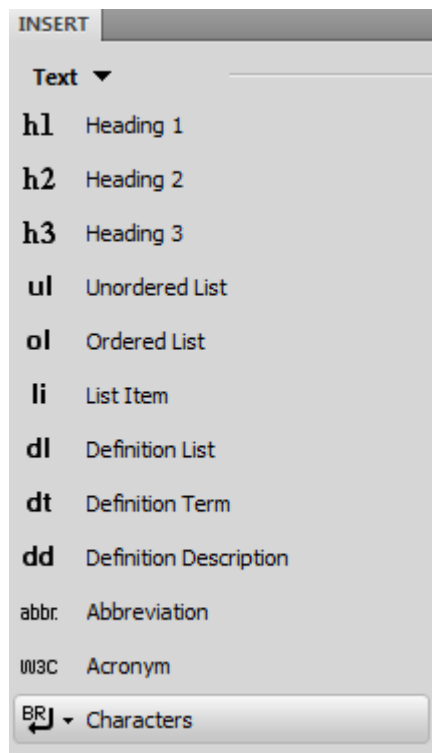 INSERT
Text
h1 Heading 1
h2 Heading 2
h3 Heading 3
ul Unordered List
ol Ordered List
li List Item
dl Definition List
dt Definition Term
dd Definition Description
abbr. Abbreviation
W3C Acronym
BR Characters